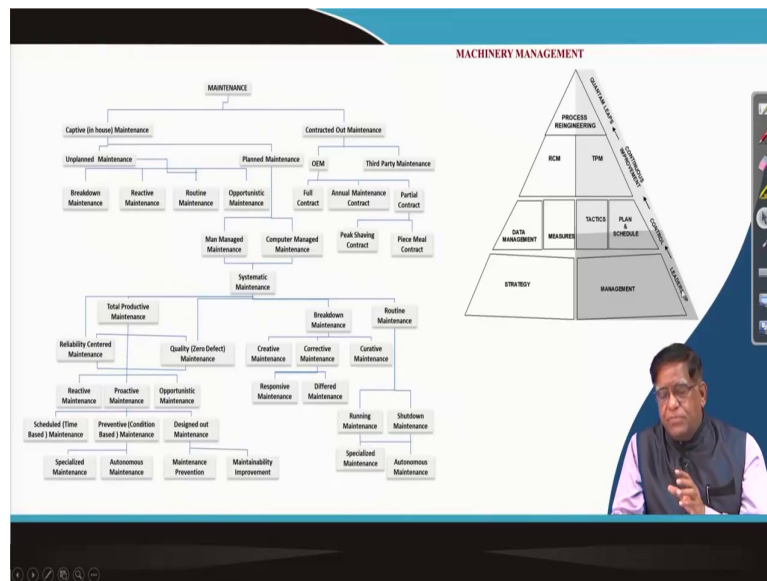 MACHINERY MANAGEMENT
MAINTENANCE
Captive (in house) Maintenance
Contracted Out Maintenance
Unplanned Maintenance
Planned Maintenance
OEM
Third Party Maintenance
Breakdown
Maintenance
Reactive
Maintenance
Routine
Maintenance
Opportunistic
Maintenance
Full
Contract
Annual Maintenance
Contract
Partial
Contract
Man Managed
Maintenance
Computer Managed
Maintenance
Peak Shaving
Contract
Piece Meal
Contract
Systematic
Maintenance
Total Productive
Maintenance
Breakdown
Maintenance
Routine
Maintenance
Reliability Centered
Maintenance
Quality (Zero Defect)
Maintenance
Creative
Maintenance
Corrective
Maintenance
Curative
Maintenance
Reactive
Maintenance
Proactive
Maintenance
Opportunistic
Maintenance
Responsive
Maintenance
Differed
Maintenance
Scheduled (Time
Based ) Maintenance
Preventive (Condition
Based ) Maintenance
Designed out
Maintenance
Running
Maintenance
Shutdown
Maintenance
Specialized
Maintenance
Autonomous
Maintenance
Maintenance
Prevention
Maintainability
Improvement
Specialized
Maintenance
Autonomous
Maintenance
PROCESS
REINGINEERING
RCM
TPM
DATA
MANAGEMENT
MEASURES
TACTICS
PLAN
&
SCHEDULE
STRATEGY
MANAGEMENT
QUANTAM LEAPS
CONTINUOUS
IMPROVEMENT
CONTROL